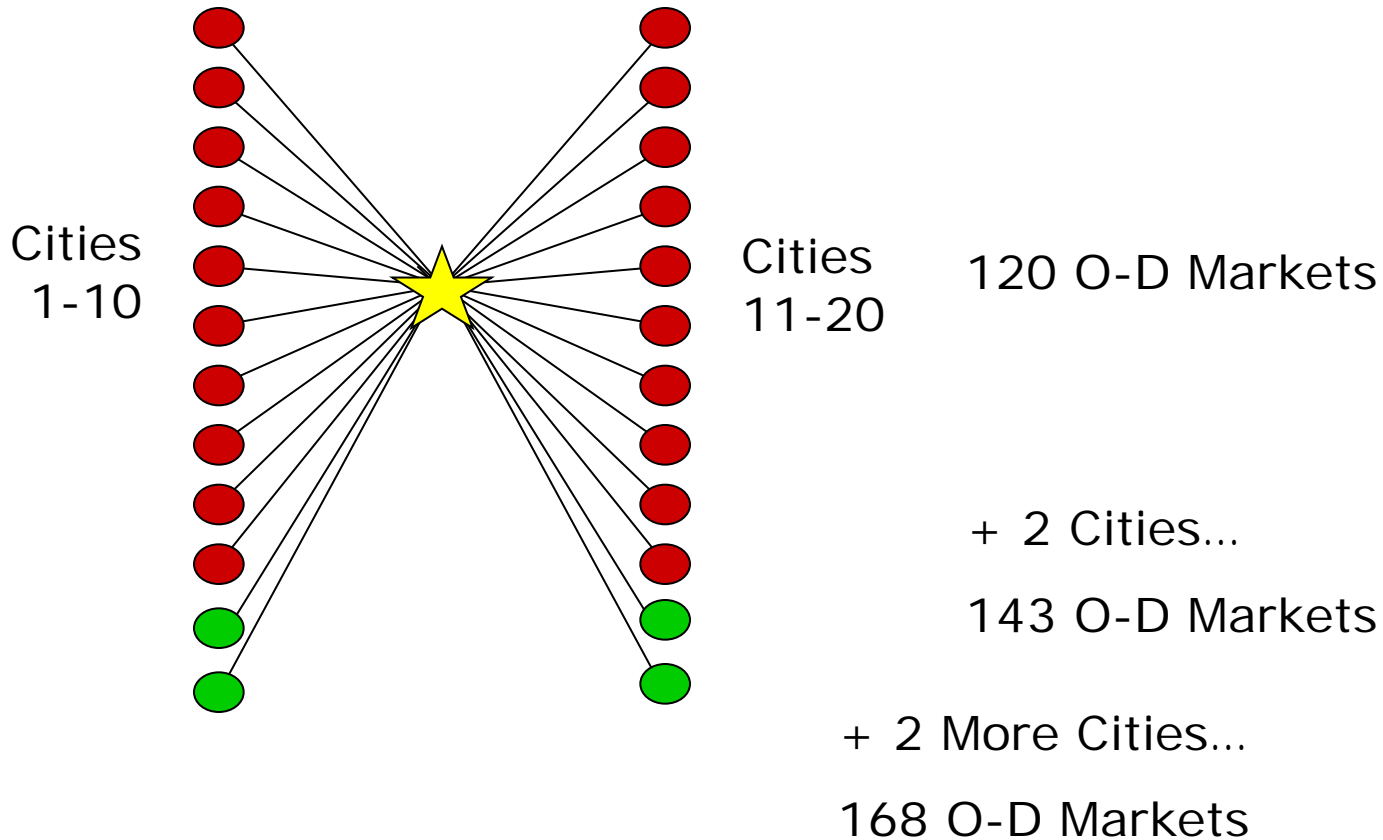 Cities
1-10
Cities
11-20
120 O-D Markets
+ 2 Cities...
143 O-D Markets
+ 2 More Cities...
168 O-D Markets